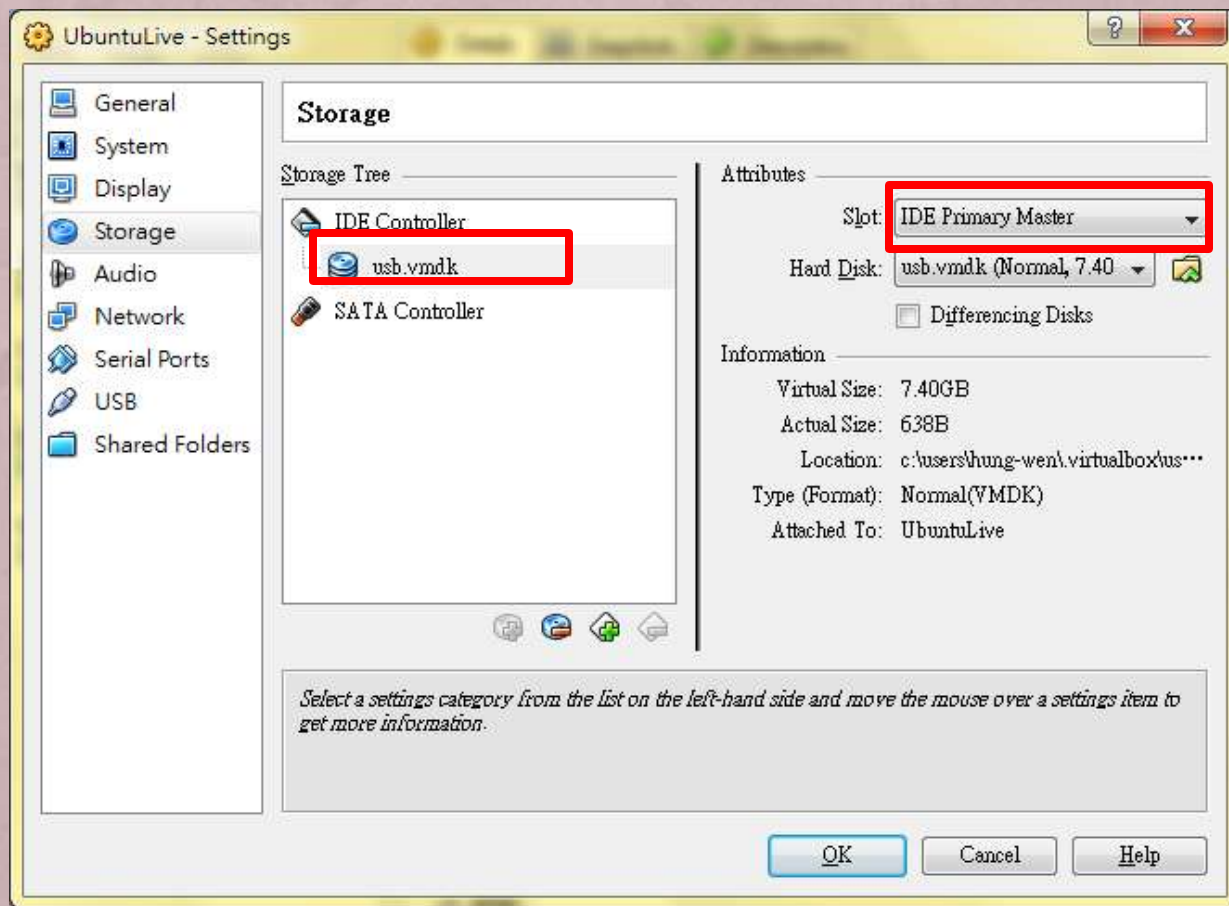 UbuntuLive - Settings
General
System
Display
Storage
Audio
Network
Serial Ports
USB
Shared Folders
Storage
Storage Tree
IDE Controller
usb.vmdk
SATA Controller
Attributes
Slot: IDE Primary Master
Hard Disk: usb.vmdk (Normal, 7.40
Differencing Disks
Information
Virtual Size: 7.40GB
Actual Size: 638B
Location: c:\users\hung-wen\.virtualbox\us···
Type (Format): Normal(VMDK)
Attached To: UbuntuLive
Select a settings category from the list on the left-hand side and move the mouse over a settings item to
get more information.
OK Cancel Help